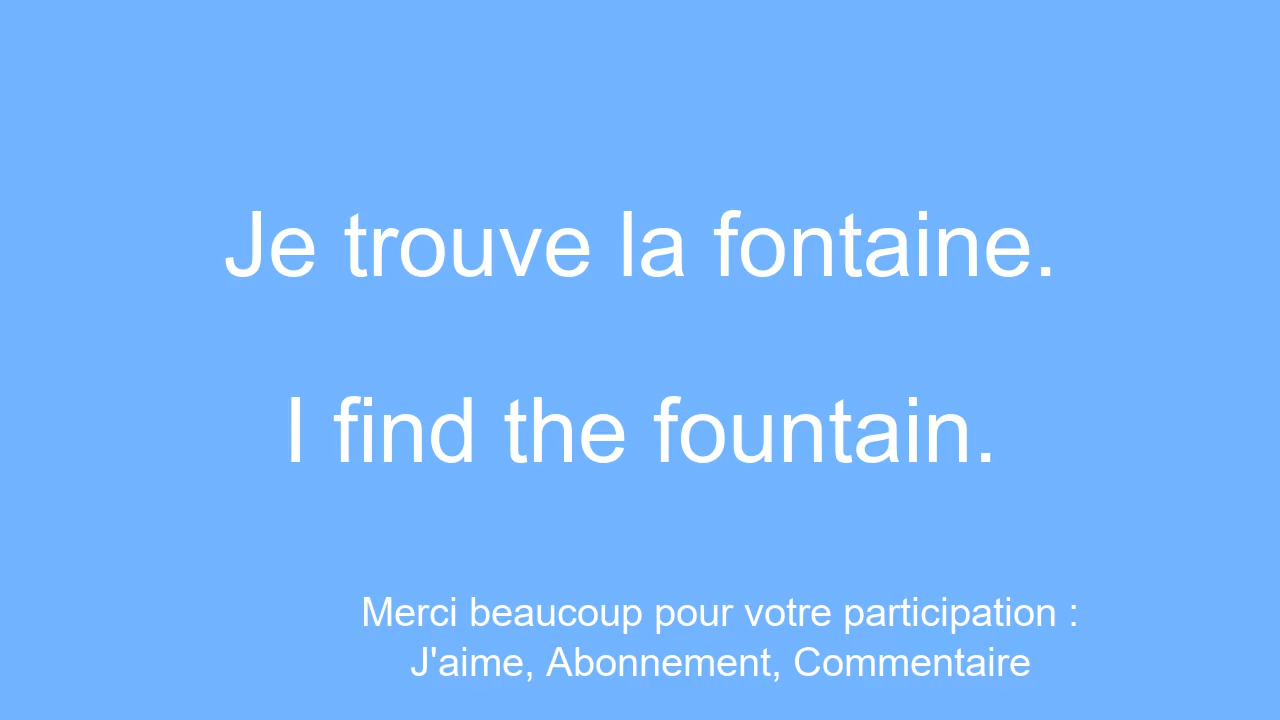 Je trouve la fontaine.
I find the fountain.
Merci beaucoup pour votre participation :
J'aime, Abonnement, Commentaire